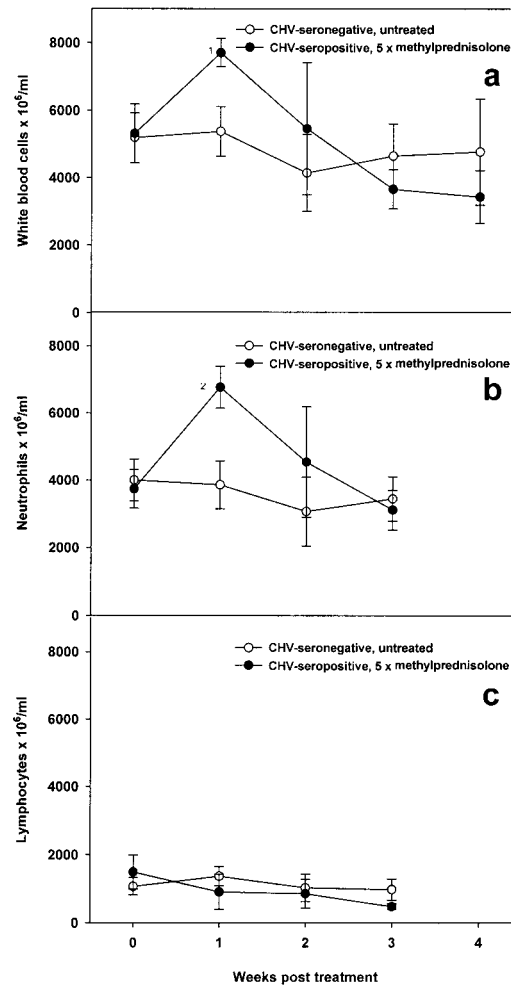 CHV-seronegative, untreated
CHV-seropositive, 5 x methylprednisolone
a
White blood cells x 10⁶/ml
8000
6000
4000
2000
0
1
CHV-seronegative, untreated
CHV-seropositive, 5 x methylprednisolone
b
Neutrophils x 10⁶/ml
8000
6000
4000
2000
0
2
CHV-seronegative, untreated
CHV-seropositive, 5 x methylprednisolone
c
Lymphocytes x 10⁶/ml
8000
6000
4000
2000
0
0 1 2 3 4
Weeks post treatment